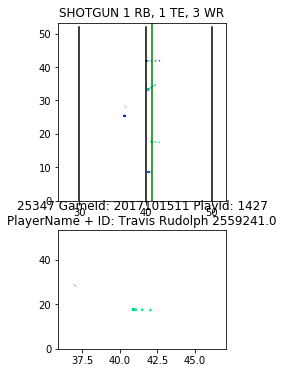 SHOTGUN 1 RB, 1 TE, 3 WR
50
40
30
20
10
0
30 40 50
25347 GameId: 2017101511 PlayId: 1427
PlayerName + ID: Travis Rudolph 2559241.0
40
20
0
37.5 40.0 42.5 45.0